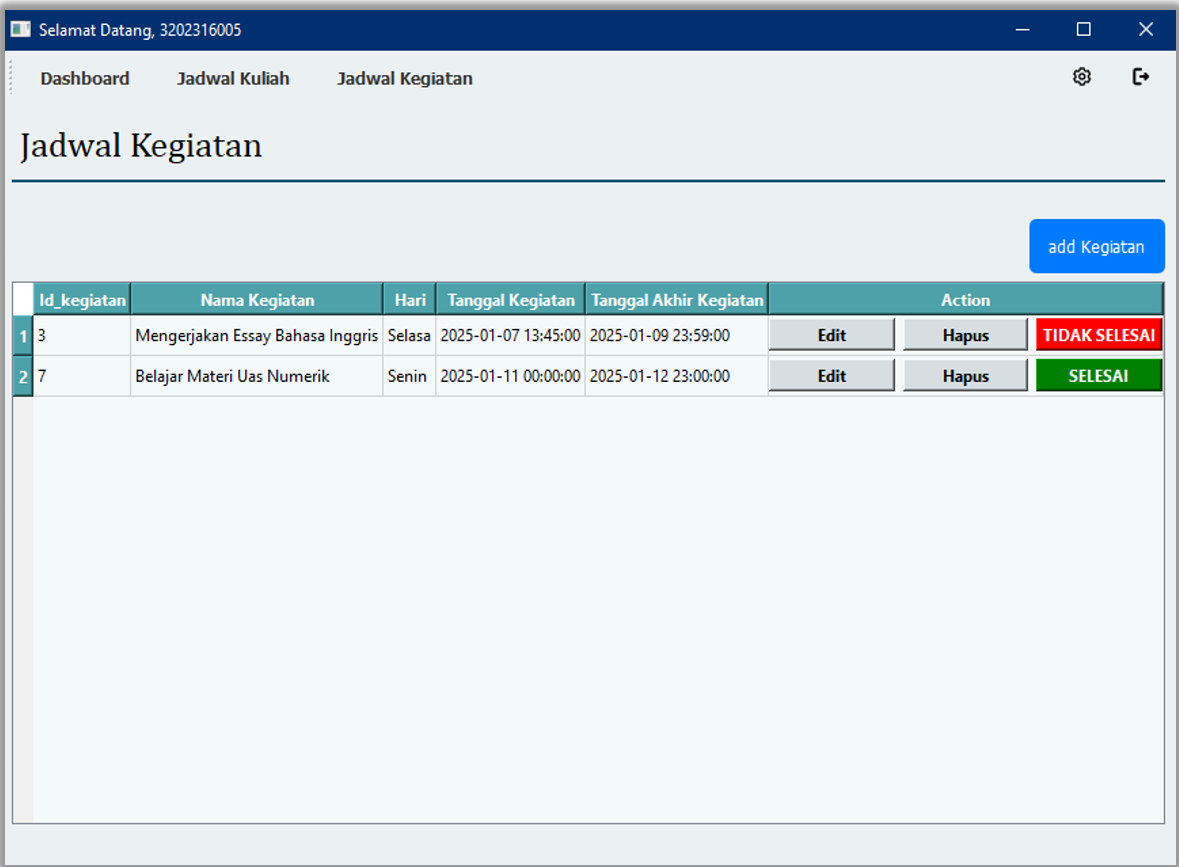 Selamat Datang, 3202316005
Dashboard Jadwal Kuliah Jadwal Kegiatan
Jadwal Kegiatan
add Kegiatan
Id_kegiatan Nama Kegiatan Hari Tanggal Kegiatan Tanggal Akhir Kegiatan Action
1 3 Mengerjakan Essay Bahasa Inggris Selasa 2025-01-07 13:45:00 2025-01-09 23:59:00 Edit Hapus TIDAK SELESAI
2 7 Belajar Materi Uas Numerik Senin 2025-01-11 00:00:00 2025-01-12 23:00:00 Edit Hapus SELESAI